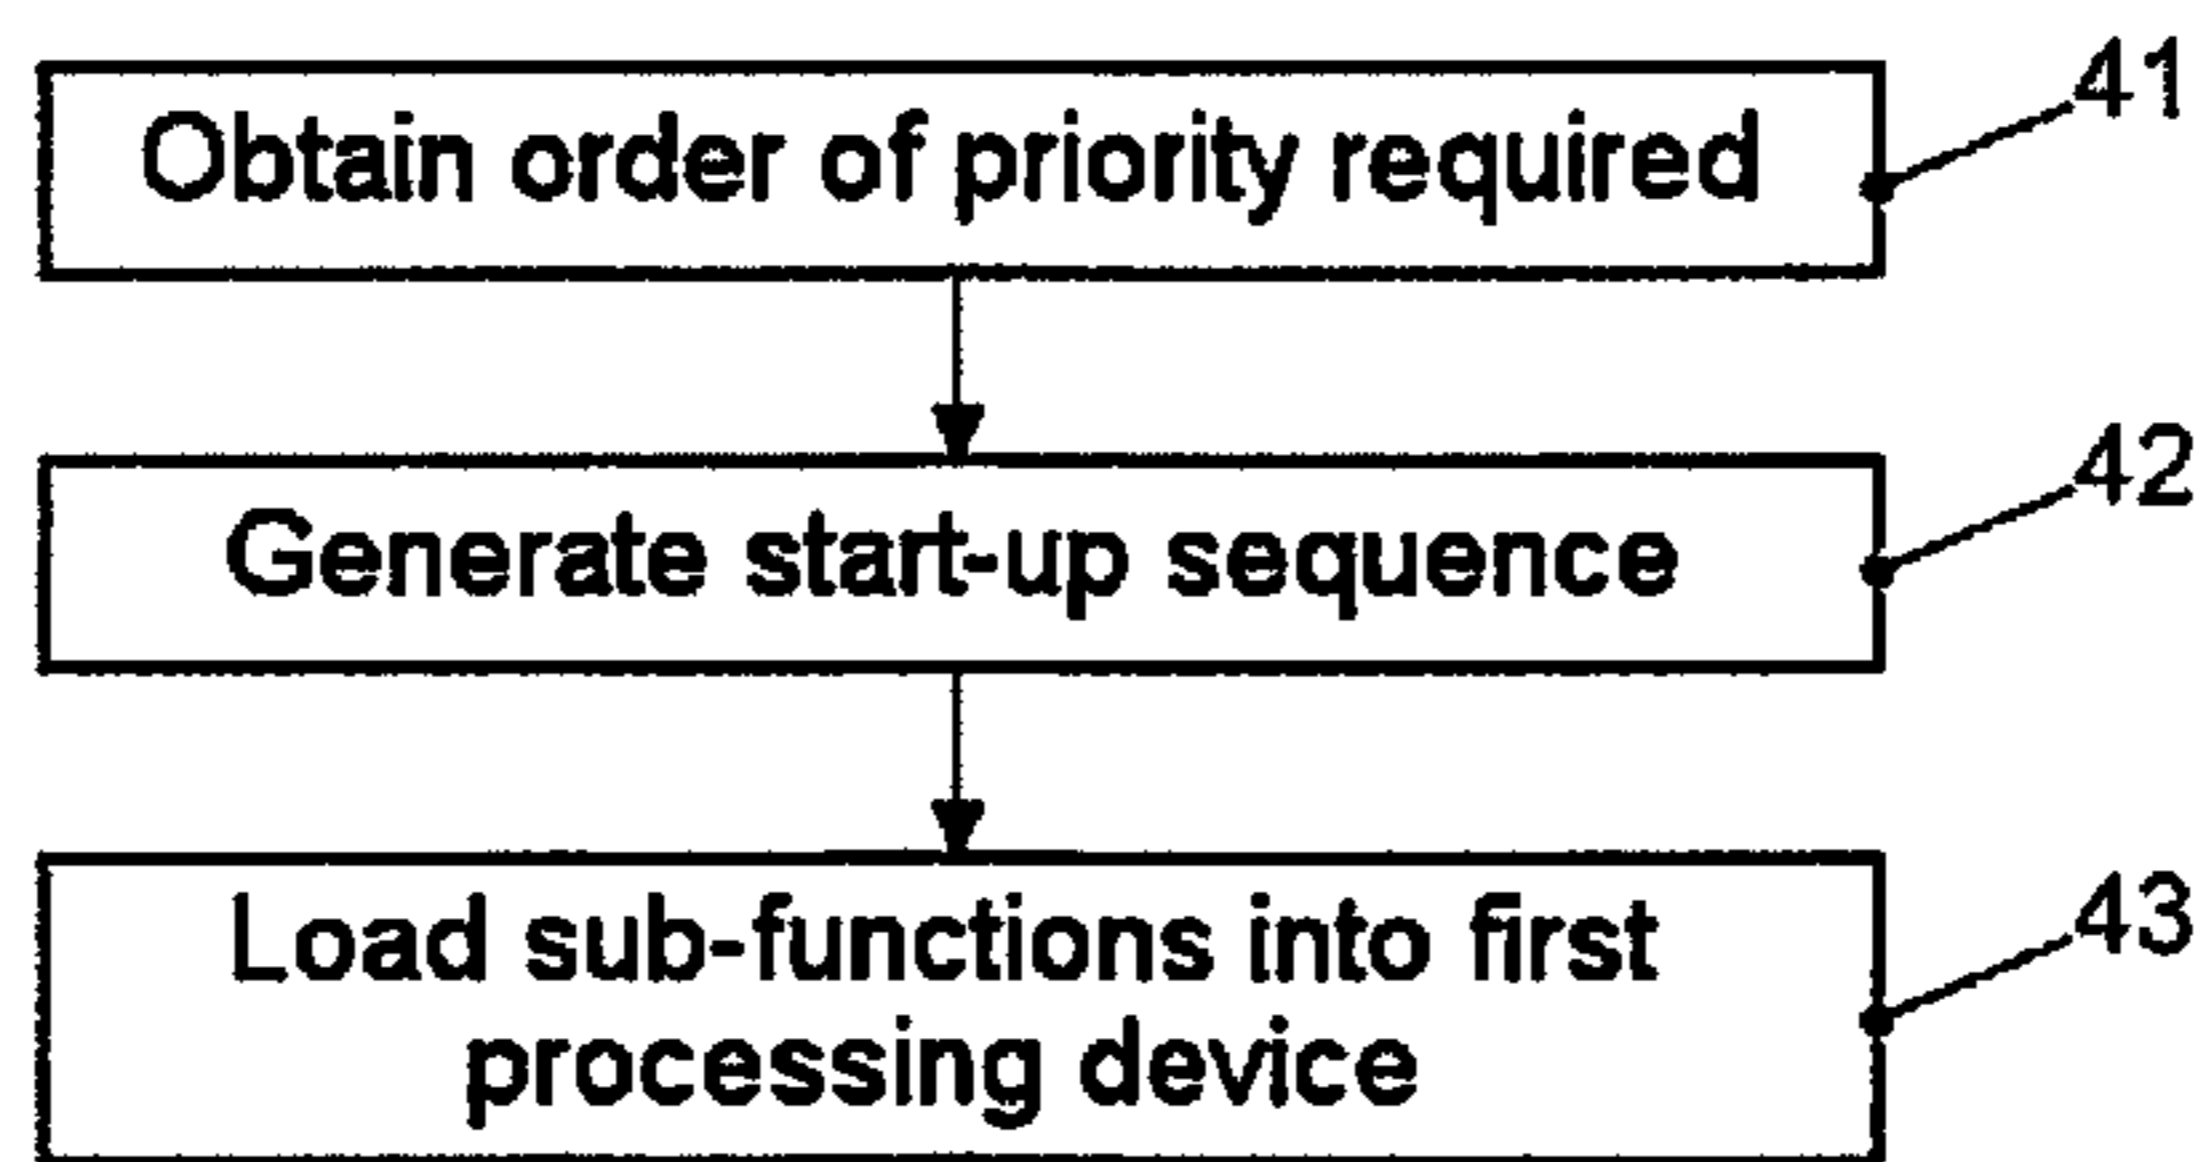 41
Obtain order of priority required
42
Generate start-up sequence
43
Load sub-functions into first
processing device